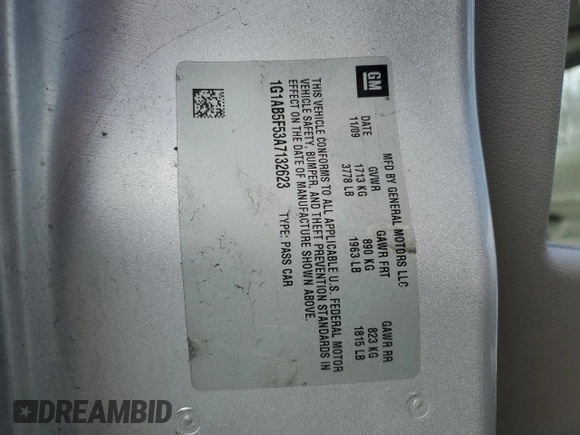 GM
MFD BY GENERAL MOTORS LLC
DATE GVWR GAWR FRT GAWR RR
11/09 1713 KG 890 KG 823 KG
3778 LB 1963 LB 1815 LB
THIS VEHICLE CONFORMS TO ALL APPLICABLE U.S. FEDERAL MOTOR
VEHICLE SAFETY, BUMPER, AND THEFT PREVENTION STANDARDS IN
EFFECT ON THE DATE OF MANUFACTURE SHOWN ABOVE.
1G1AB5F53A7132623 TYPE: PASS CAR
DREAMBID